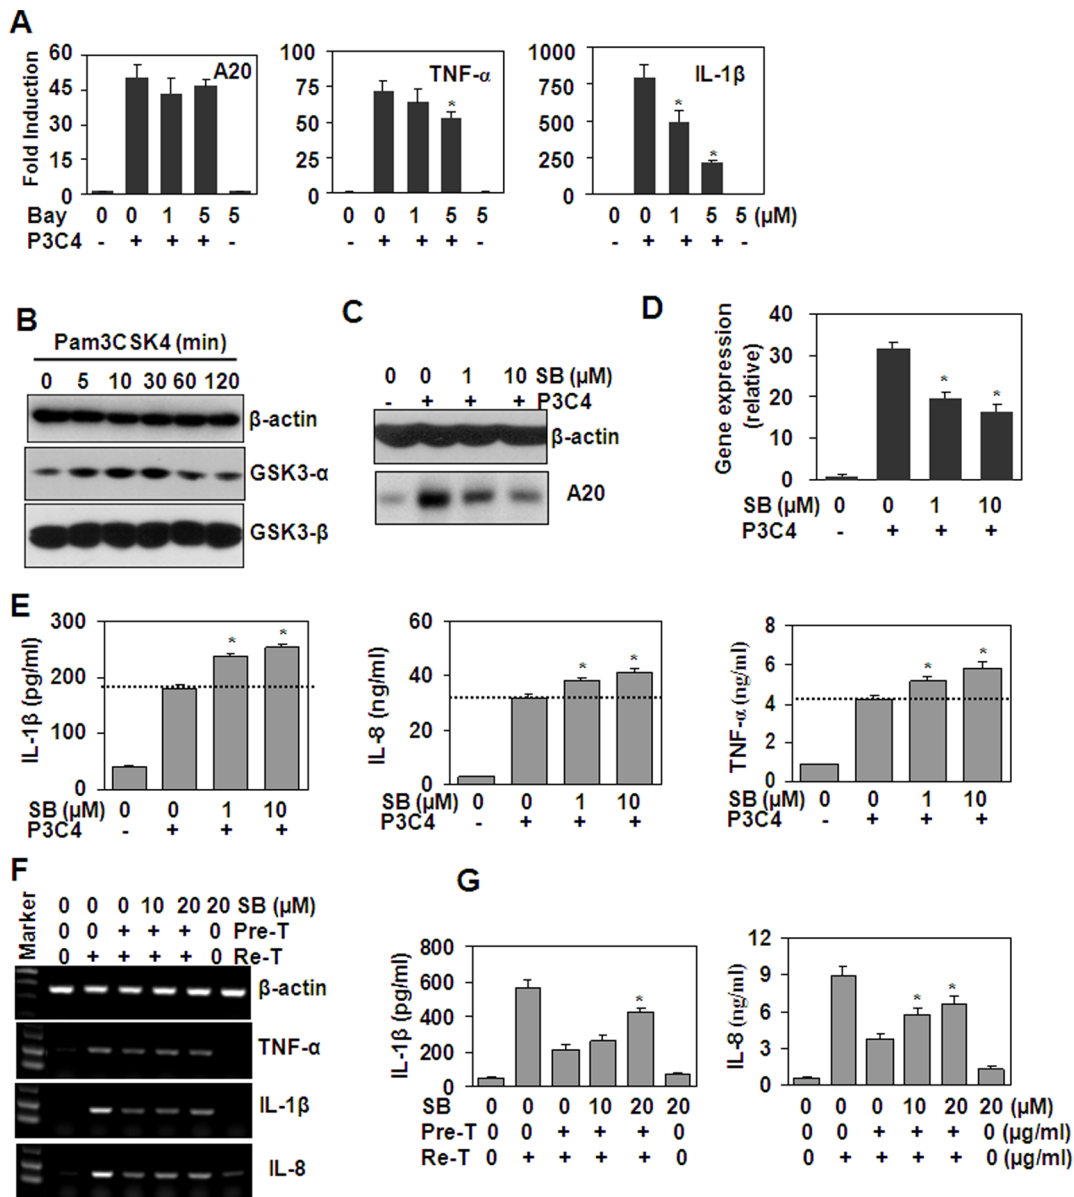 A
Fold Induction
60
45
30
15
0
A20
100
75
50
25
0
TNF-α
*
1000
750
500
250
0
IL-1β
*
*
Bay 0 0 1 5 5 0 0 1 5 5 0 0 1 5 5 (μM)
P3C4 - + + + - - + + + - - + + + -
B
Pam3CSK4 (min)
0 5 10 30 60 120
β-actin
GSK3-α
GSK3-β
C
0 0 1 10 SB (μM)
- + + + P3C4
β-actin
A20
D
Gene expression
(relative)
40
30
20
10
0
*
*
SB (μM) 0 0 1 10
P3C4 - + + +
E
IL-1β (pg/ml)
300
200
100
0
*
*
SB (μM) 0 0 1 10
P3C4 - + + +
IL-8 (ng/ml)
60
40
20
0
*
*
SB (μM) 0 0 1 10
P3C4 - + + +
TNF-α (ng/ml)
8
6
4
2
0
*
*
SB (μM) 0 0 1 10
P3C4 - + + +
F
Marker
0 0 0 10 20 20 SB (μM)
0 0 + + + 0 Pre-T
0 + + + + 0 Re-T
β-actin
TNF-α
IL-1β
IL-8
G
IL-1β (pg/ml)
800
600
400
200
0
*
SB 0 0 0 10 20 20
Pre-T 0 0 + + + 0
Re-T 0 + + + + 0
IL-8 (ng/ml)
12
9
6
3
0
*
*
0 0 0 10 20 20 (μM)
0 0 + + + 0 (μg/ml)
0 + + + + 0 (μg/ml)